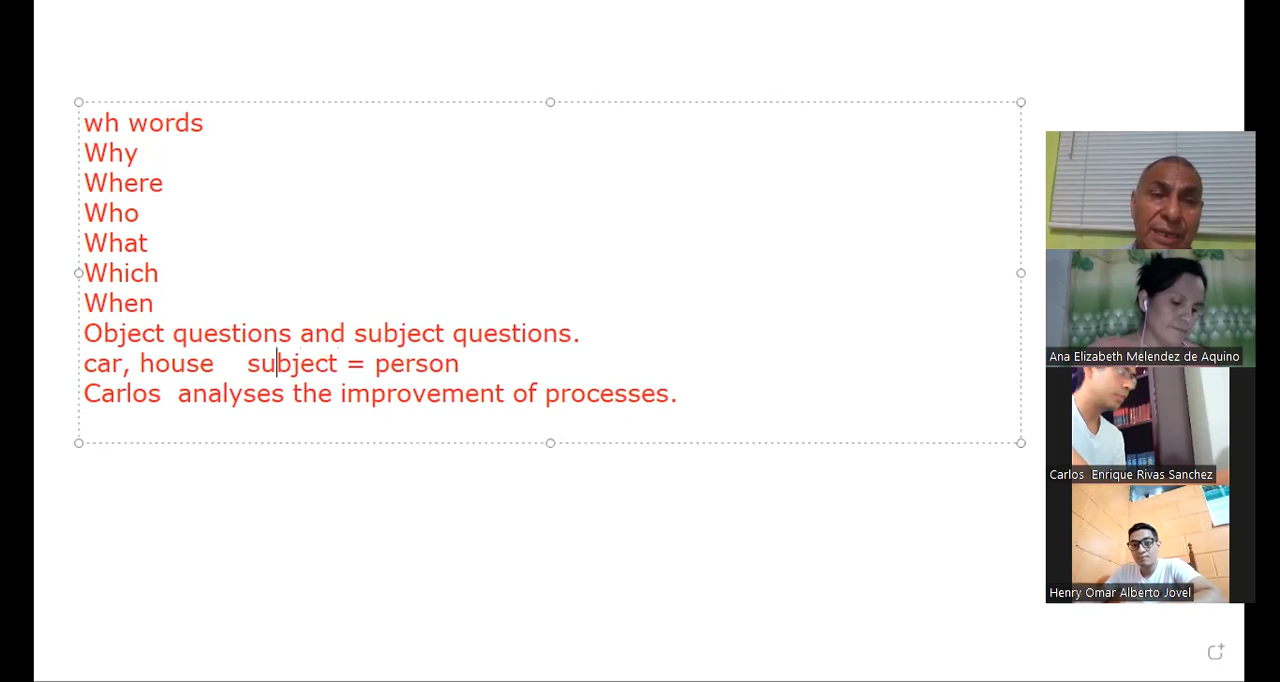 wh words
Why
Where
Who
What
Which
When
Object questions and subject questions.
car, house    subject = person
Carlos  analyses the improvement of processes.
Ana Elizabeth Melendez de Aquino
Carlos  Enrique Rivas Sanchez
Henry Omar Alberto Jovel